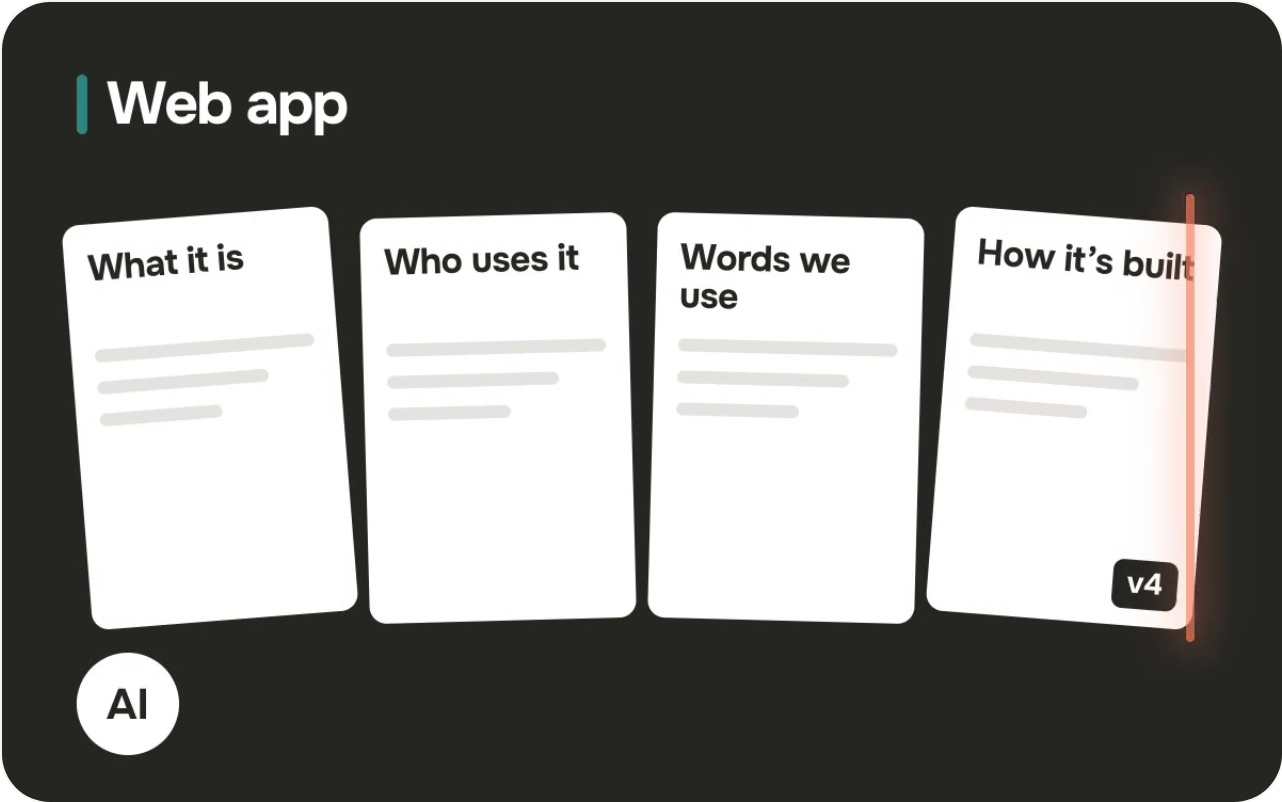 Web app
What it is
Who uses it
Words we
use
How it’s built
v4
AI